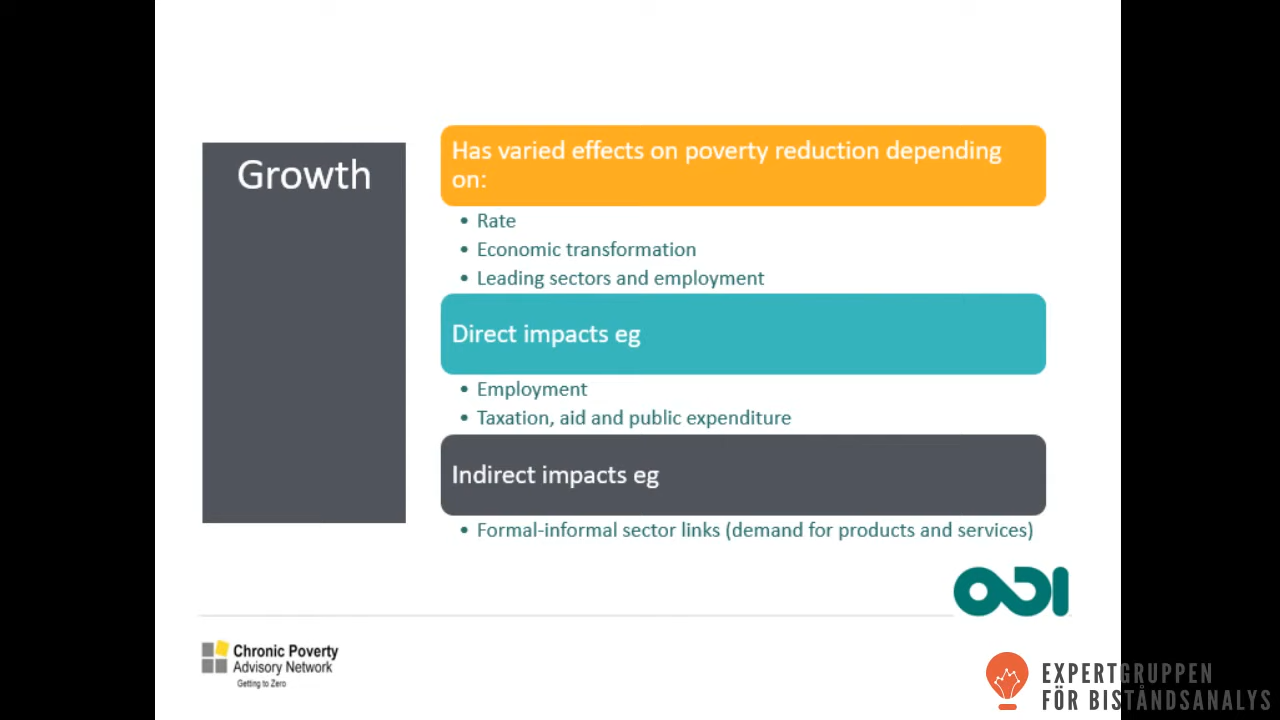 Growth
Has varied effects on poverty reduction depending
on:
• Rate
• Economic transformation
• Leading sectors and employment
Direct impacts eg
• Employment
• Taxation, aid and public expenditure
Indirect impacts eg
• Formal-informal sector links (demand for products and services)
ODI
Chronic Poverty
Advisory Network
Getting to Zero
EXPERTGRUPPEN
FÖR BISTÅNDSANALYS